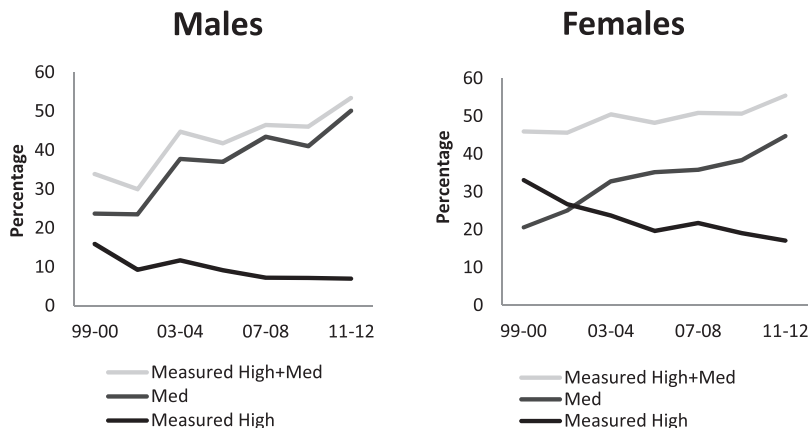 Males
Percentage
60
50
40
30
20
10
0
99-00 03-04 07-08 11-12
Measured High+Med
Med
Measured High
Females
Percentage
60
50
40
30
20
10
0
99-00 03-04 07-08 11-12
Measured High+Med
Med
Measured High